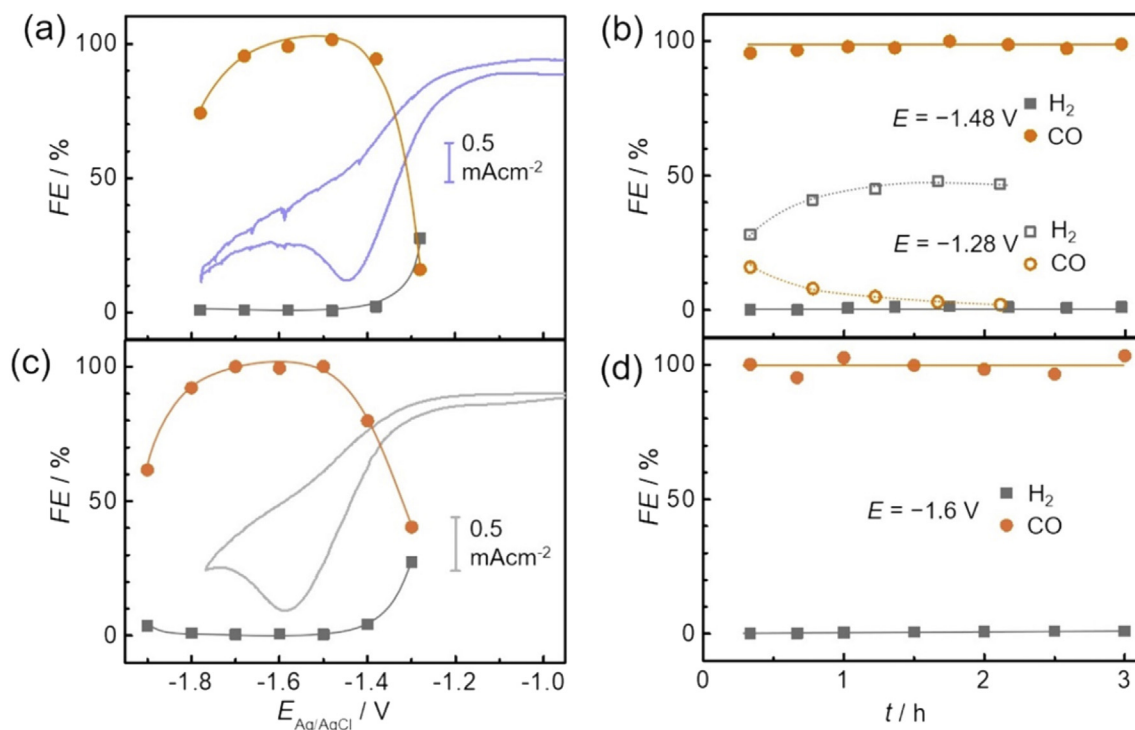 (a)
100
50
0
FE / %
0.5
mAcm-2
(b)
100
50
0
FE / %
E = −1.48 V
H2
CO
E = −1.28 V
H2
CO
(c)
100
50
0
FE / %
0.5
mAcm-2
-1.8 -1.6 -1.4 -1.2 -1.0
EAg/AgCl / V
(d)
100
50
0
FE / %
E = −1.6 V
H2
CO
0 1 2 3
t / h